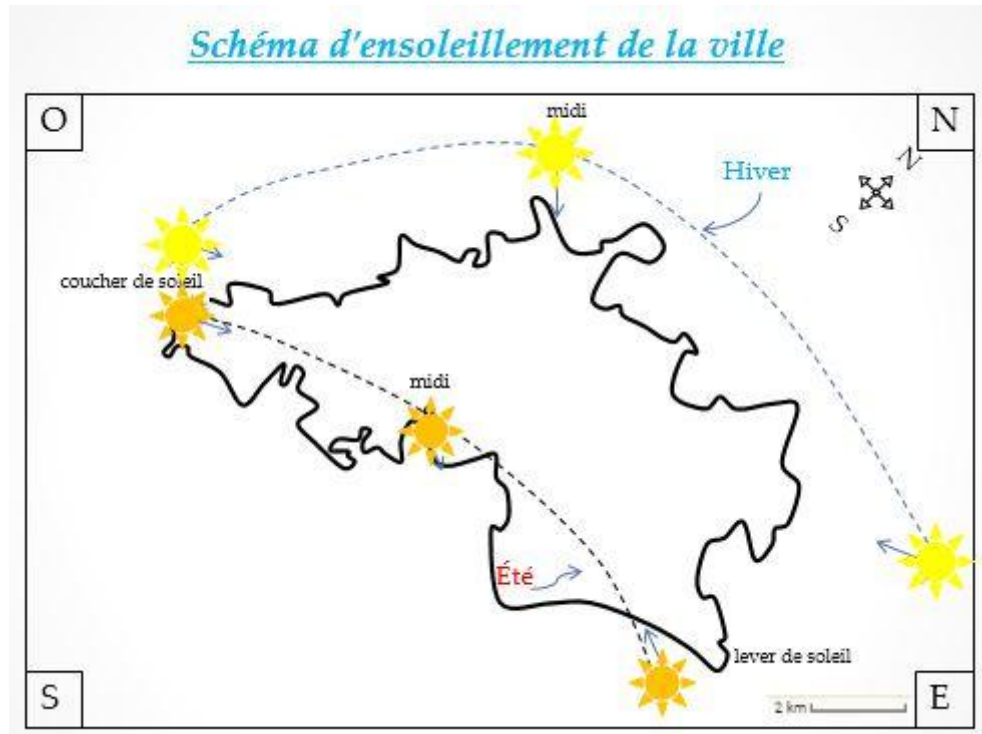 Schéma d'ensoleillement de la ville
O
midi
N
Hiver
N
S
coucher de soleil
midi
Été
lever de soleil
S
2 km
E